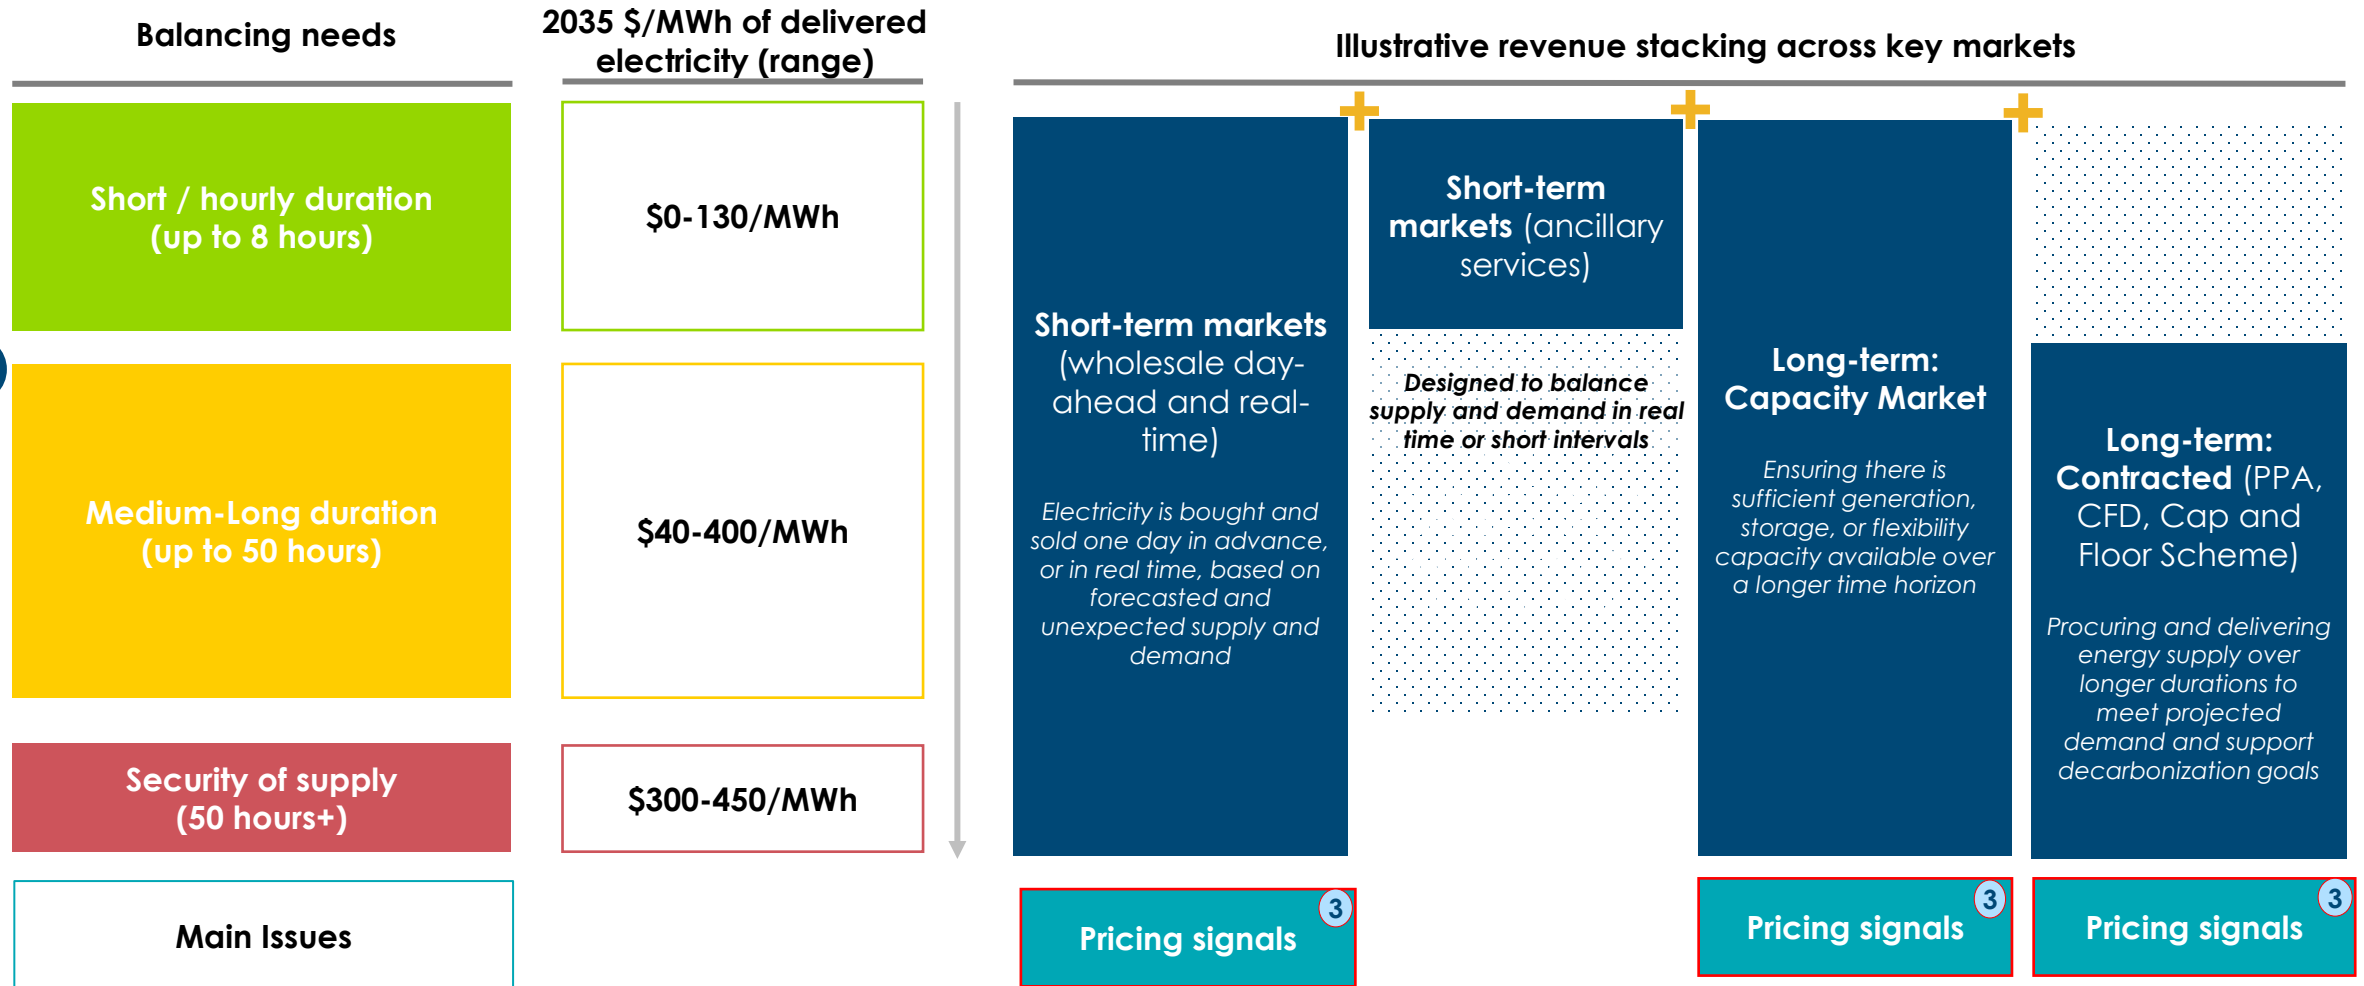 Balancing needs
2035 $/MWh of delivered
electricity (range)
Illustrative revenue stacking across key markets
Short / hourly duration
(up to 8 hours)
$0-130/MWh
Medium-Long duration
(up to 50 hours)
$40-400/MWh
Security of supply
(50 hours+)
$300-450/MWh
Short-term markets
(wholesale day-
ahead and real-
time)
Electricity is bought and
sold one day in advance,
or in real time, based on
forecasted and
unexpected supply and
demand
Short-term
markets (ancillary
services)
Designed to balance
supply and demand in real
time or short intervals
Long-term:
Capacity Market
Ensuring there is
sufficient generation,
storage, or flexibility
capacity available over
a longer time horizon
Long-term:
Contracted (PPA,
CFD, Cap and
Floor Scheme)
Procuring and delivering
energy supply over
longer durations to
meet projected
demand and support
decarbonization goals
Main Issues
Pricing signals
3
Pricing signals
3
Pricing signals
3